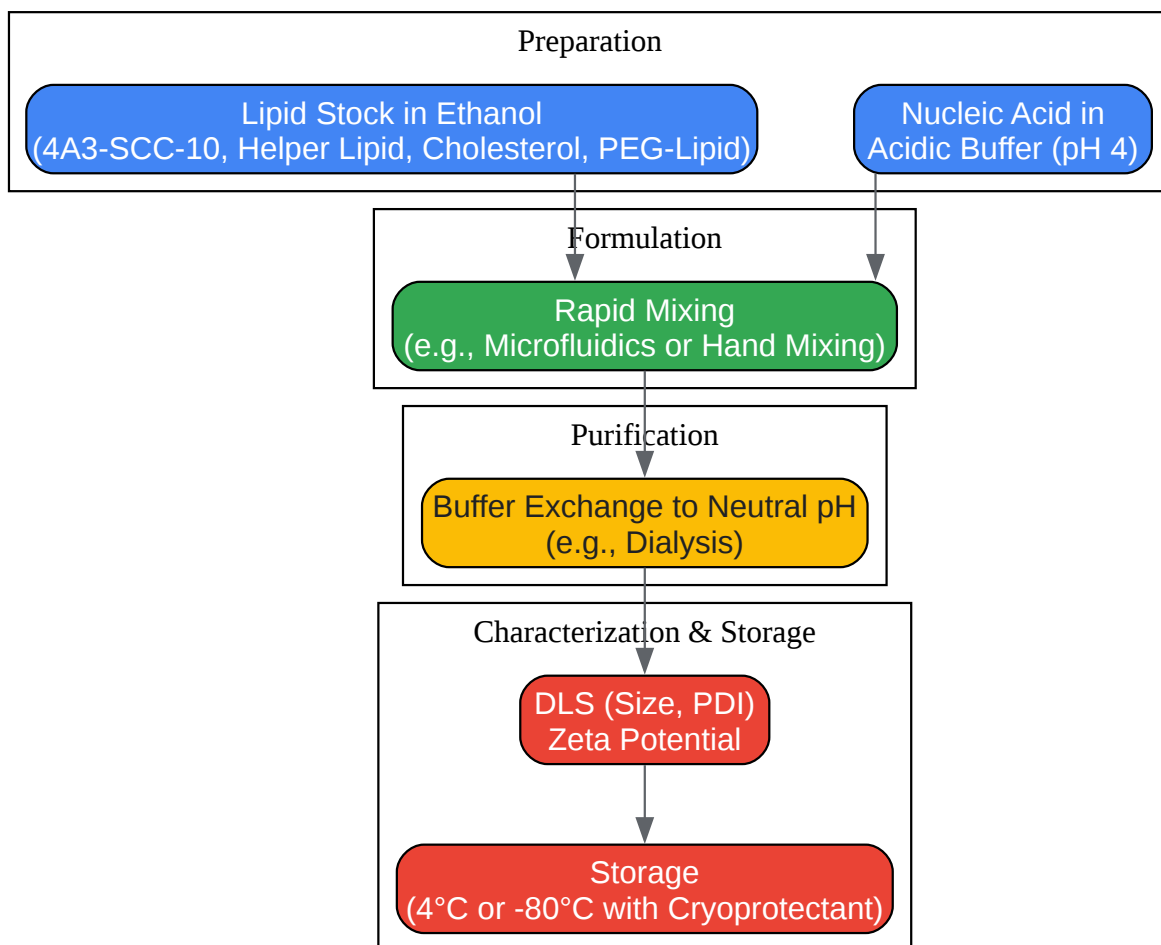 Preparation
Lipid Stock in Ethanol
(4A3-SCC-10, Helper Lipid, Cholesterol, PEG-Lipid)
Nucleic Acid in
Acidic Buffer (pH 4)
Formulation
Rapid Mixing
(e.g., Microfluidics or Hand Mixing)
Purification
Buffer Exchange to Neutral pH
(e.g., Dialysis)
Characterization & Storage
DLS (Size, PDI)
Zeta Potential
Storage
(4°C or -80°C with Cryoprotectant)